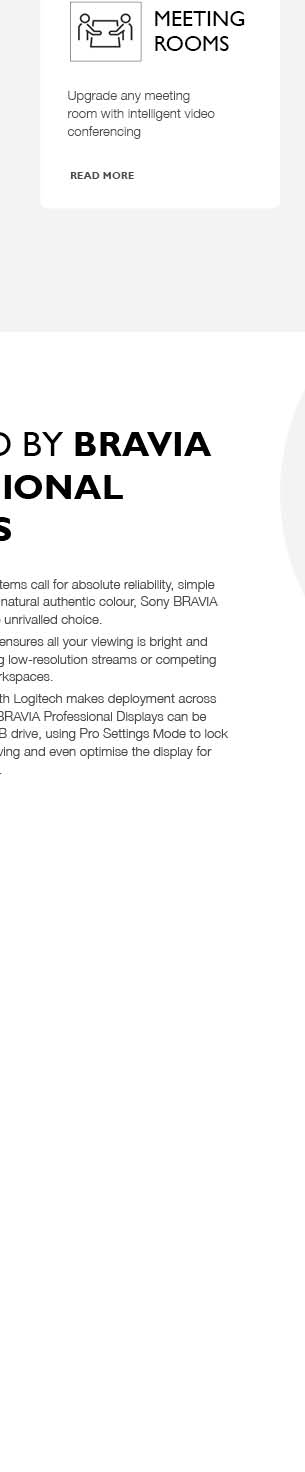 MEETING
ROOMS
Upgrade any meeting
room with intelligent video
conferencing
READ MORE
BY BRAVIA
IONAL
S
tems call for absolute reliability, simple
natural authentic colour, Sony BRAVIA
unrivalled choice.
ensures all your viewing is bright and
g low-resolution streams or competing
rkspaces.
th Logitech makes deployment across
BRAVIA Professional Displays can be
B drive, using Pro Settings Mode to lock
ving and even optimise the display for
.